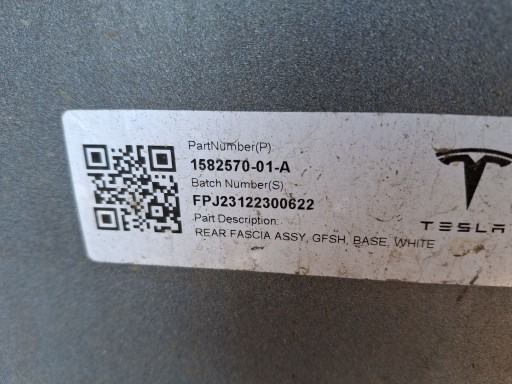 PartNumber(P)
1582570-01-A
Batch Number(S)
FPJ23122300622
Part Description:
REAR FASCIA ASSY, GFSH, BASE, WHITE
TESLA